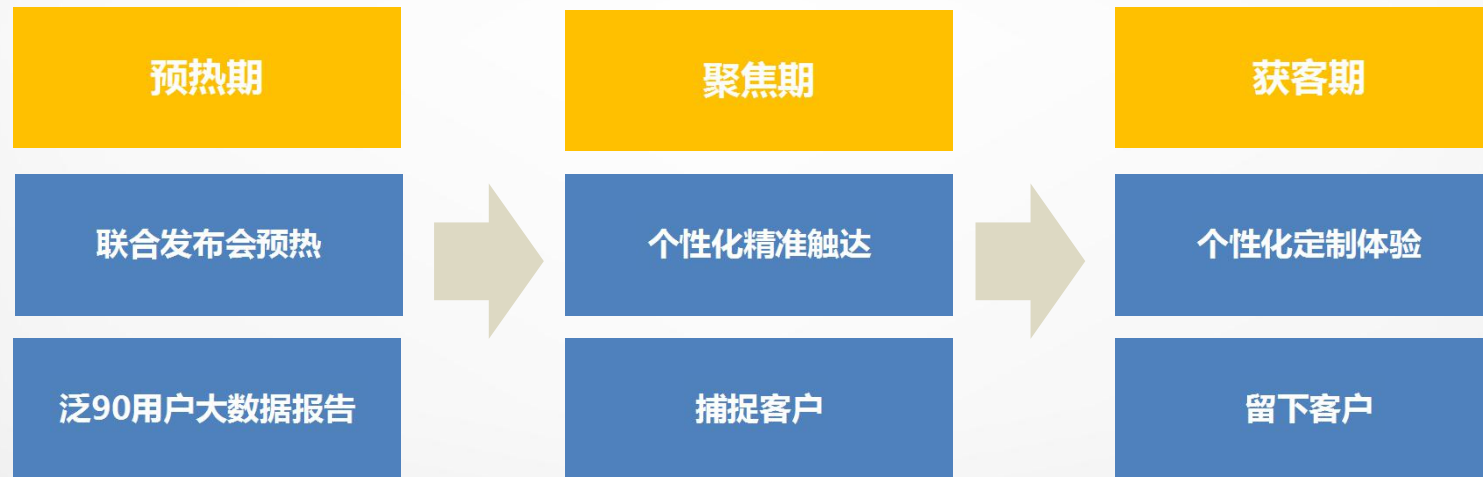 预热期
聚焦期
获客期
联合发布会预热
个性化精准触达
个性化定制体验
泛90用户大数据报告
捕捉客户
留下客户